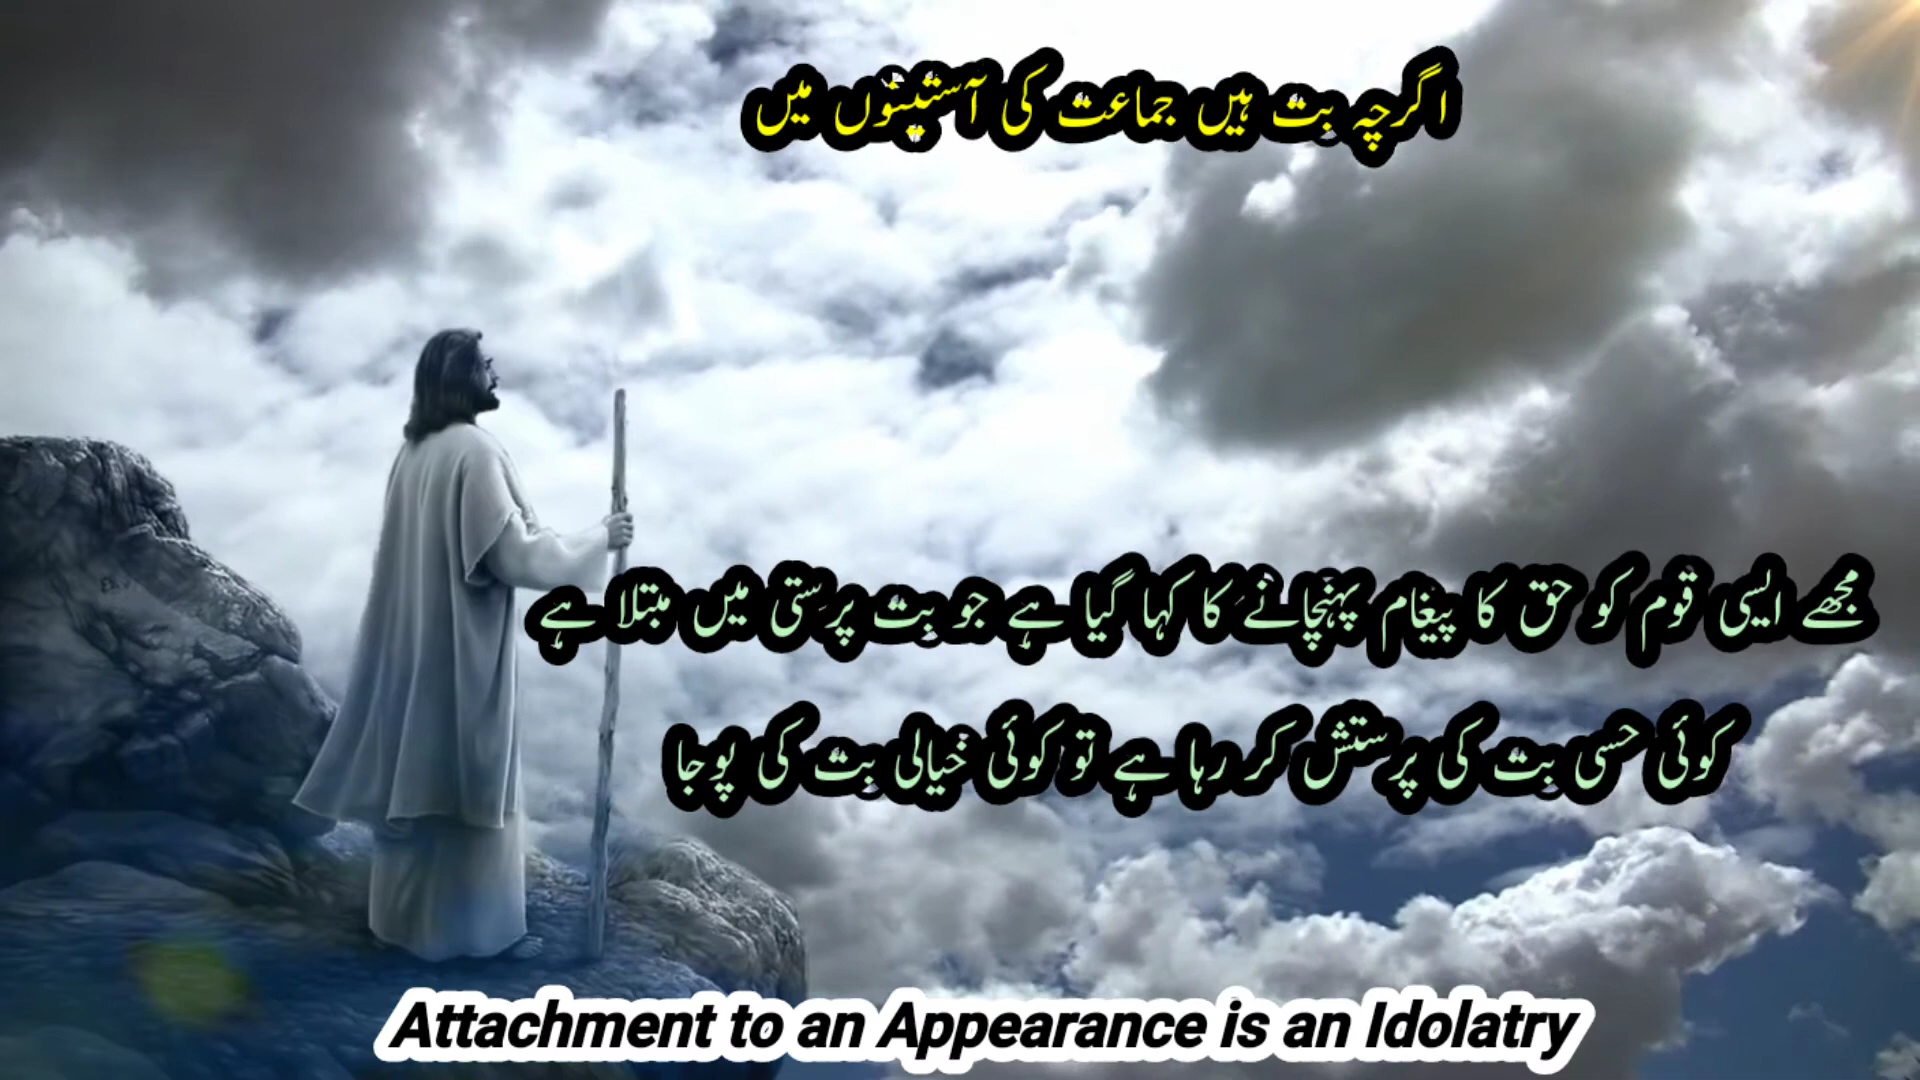 اگرچہ بت ہیں جماعت کی آستینوں میں
مجھے ایسی قوم کو حق کا پیغام پہنچانے کا کہا گیا ہے جو بت پرستی میں مبتلا ہے
کوئی حسی بت کی پرستش کر رہا ہے تو کوئی خیالی بت کی پوجا
Attachment to an Appearance is an Idolatry